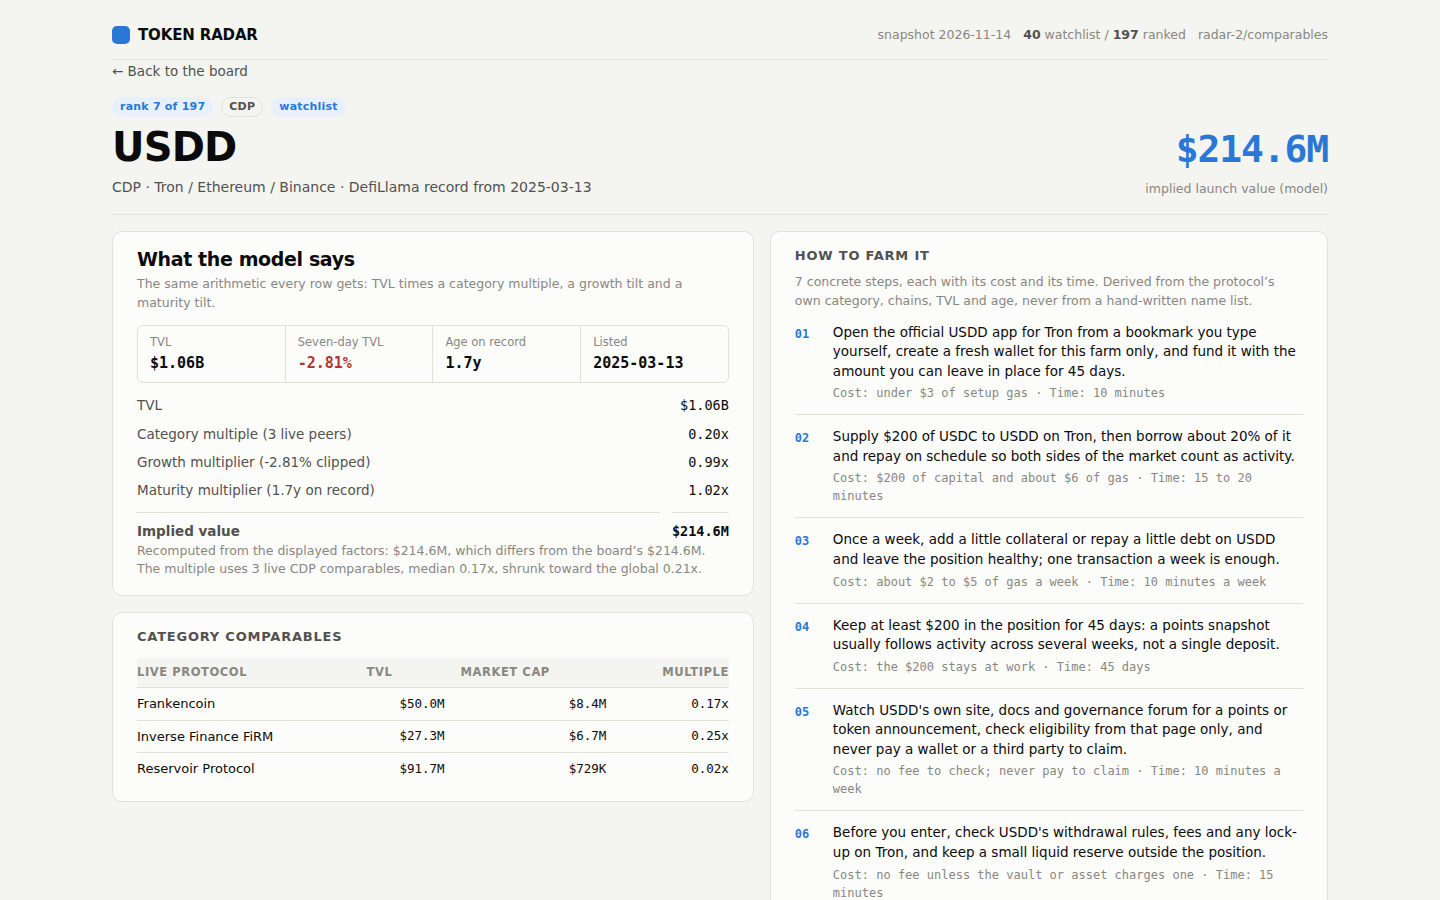 TOKEN RADAR
snapshot 2026-11-14 40 watchlist / 197 ranked radar-2/comparables
← Back to the board
rank 7 of 197 CDP watchlist
USDD
$214.6M
CDP · Tron / Ethereum / Binance · DefiLlama record from 2025-03-13
implied launch value (model)
What the model says
The same arithmetic every row gets: TVL times a category multiple, a growth tilt and a
maturity tilt.
TVL Seven-day TVL Age on record Listed
$1.06B -2.81% 1.7y 2025-03-13
TVL $1.06B
Category multiple (3 live peers) 0.20x
Growth multiplier (-2.81% clipped) 0.99x
Maturity multiplier (1.7y on record) 1.02x
Implied value $214.6M
Recomputed from the displayed factors: $214.6M, which differs from the board’s $214.6M.
The multiple uses 3 live CDP comparables, median 0.17x, shrunk toward the global 0.21x.
CATEGORY COMPARABLES
LIVE PROTOCOL TVL MARKET CAP MULTIPLE
Frankencoin $50.0M $8.4M 0.17x
Inverse Finance FiRM $27.3M $6.7M 0.25x
Reservoir Protocol $91.7M $729K 0.02x
HOW TO FARM IT
7 concrete steps, each with its cost and its time. Derived from the protocol’s
own category, chains, TVL and age, never from a hand-written name list.
01 Open the official USDD app for Tron from a bookmark you type
yourself, create a fresh wallet for this farm only, and fund it with the
amount you can leave in place for 45 days.
Cost: under $3 of setup gas · Time: 10 minutes
02 Supply $200 of USDC to USDD on Tron, then borrow about 20% of it
and repay on schedule so both sides of the market count as activity.
Cost: $200 of capital and about $6 of gas · Time: 15 to 20
minutes
03 Once a week, add a little collateral or repay a little debt on USDD
and leave the position healthy; one transaction a week is enough.
Cost: about $2 to $5 of gas a week · Time: 10 minutes a week
04 Keep at least $200 in the position for 45 days: a points snapshot
usually follows activity across several weeks, not a single deposit.
Cost: the $200 stays at work · Time: 45 days
05 Watch USDD's own site, docs and governance forum for a points or
token announcement, check eligibility from that page only, and
never pay a wallet or a third party to claim.
Cost: no fee to check; never pay to claim · Time: 10 minutes a
week
06 Before you enter, check USDD's withdrawal rules, fees and any lock-
up on Tron, and keep a small liquid reserve outside the position.
Cost: no fee unless the vault or asset charges one · Time: 15
minutes